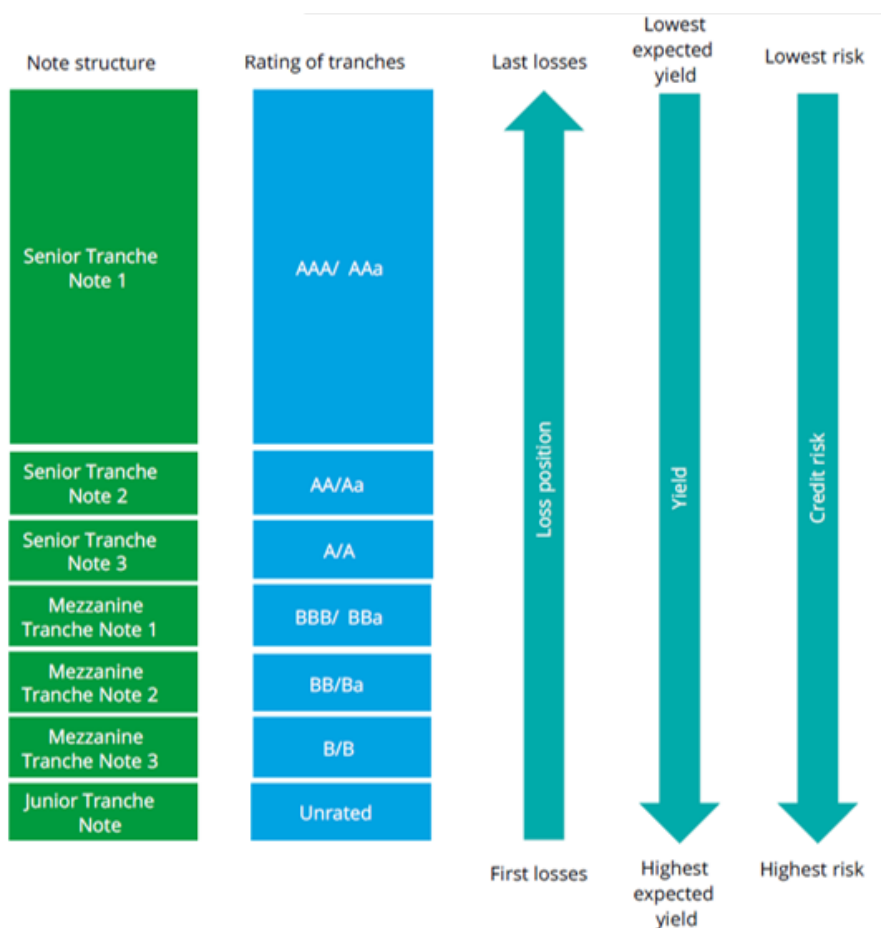 Note structure
Rating of tranches
Last losses
Lowest
expected
yield
Lowest risk
Senior Tranche
Note 1
AAA/ AAa
Senior Tranche
Note 2
AA/Aa
Senior Tranche
Note 3
A/A
Mezzanine
Tranche Note 1
BBB/ BBa
Mezzanine
Tranche Note 2
BB/Ba
Mezzanine
Tranche Note 3
B/B
Junior Tranche
Note
Unrated
Loss position
Yield
Credit risk
First losses
Highest
expected
yield
Highest risk